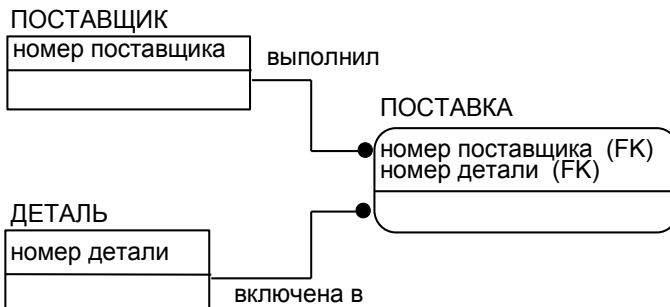 ПОСТАВЩИК
номер поставщика
выполнил
ПОСТАВКА
номер поставщика (FK)
номер детали (FK)
ДЕТАЛЬ
номер детали
включена в